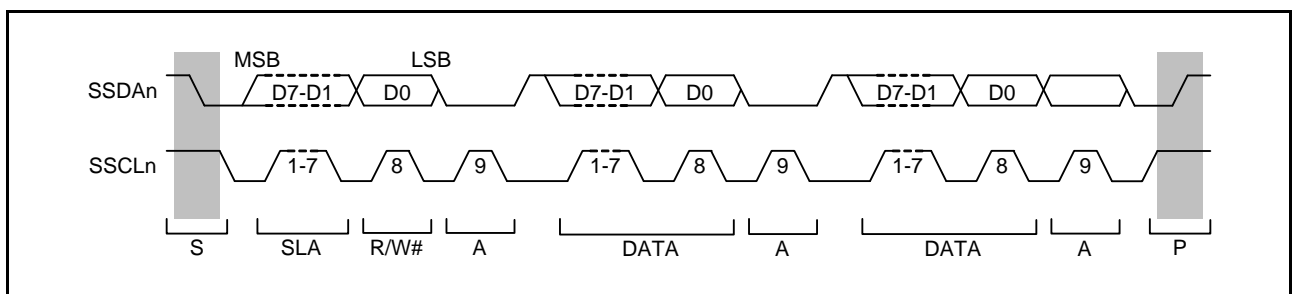 MSB LSB
SSDAn D7-D1 D0 D7-D1 D0 D7-D1 D0
SSCLn 1-7 8 9 1-7 8 9 1-7 8 9
S SLA R/W# A DATA A DATA A P